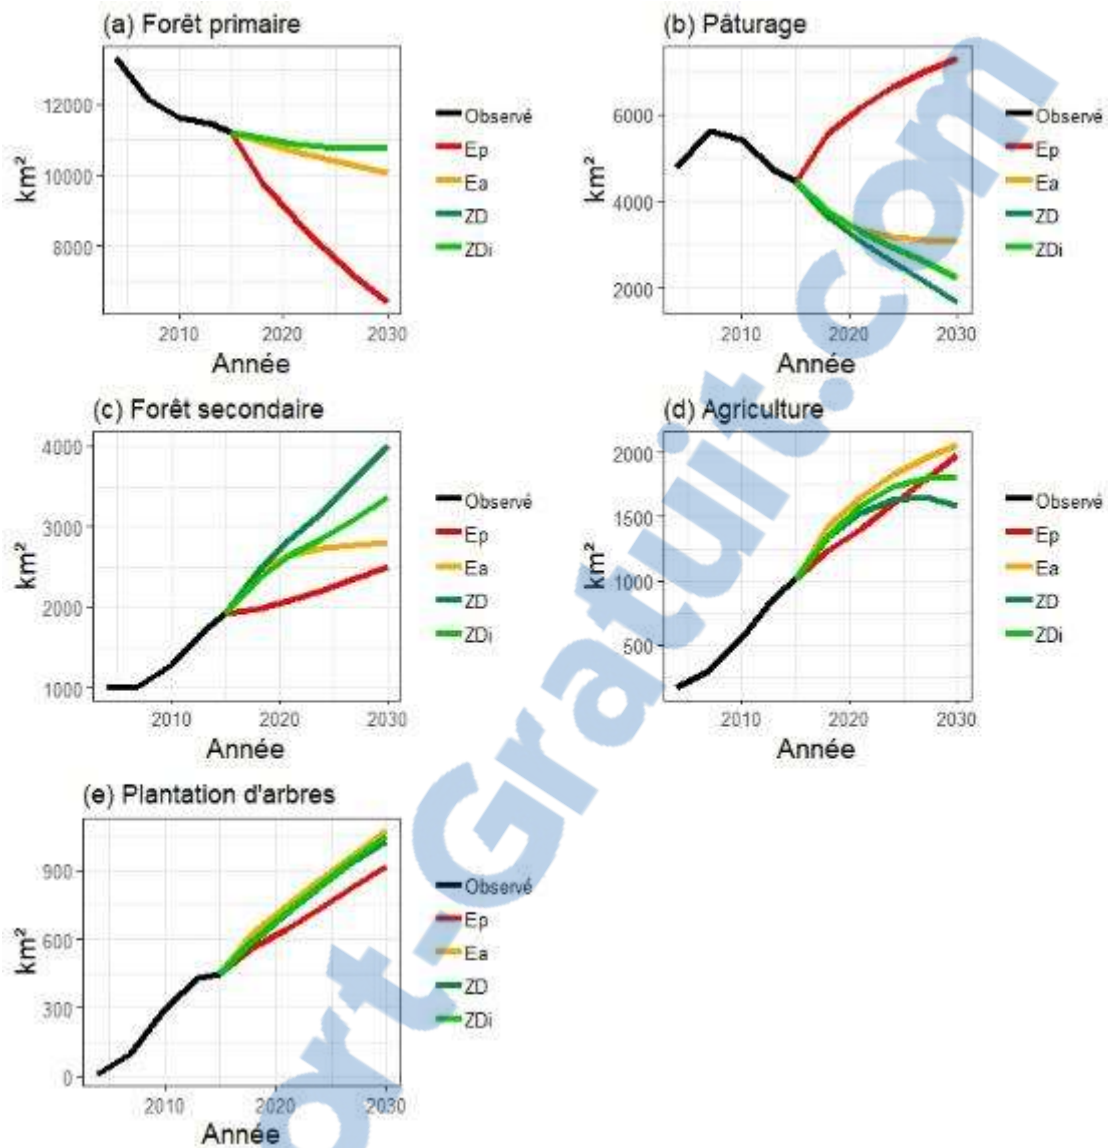 (a) Forêt primaire
km²
12000
10000
8000
2010 2020 2030
Année
Observé
Ep
Ea
ZD
ZDi
(b) Pâturage
km²
6000
4000
2000
2010 2020 2030
Année
Observé
Ep
Ea
ZD
ZDi
(c) Forêt secondaire
km²
4000
3000
2000
1000
2010 2020 2030
Année
Observé
Ep
Ea
ZD
ZDi
(d) Agriculture
km²
2000
1500
1000
500
2010 2020 2030
Année
Observé
Ep
Ea
ZD
ZDi
(e) Plantation d'arbres
km²
900
600
300
0
2010 2020 2030
Année
Observé
Ep
Ea
ZD
ZDi
ort-Gratuit.com